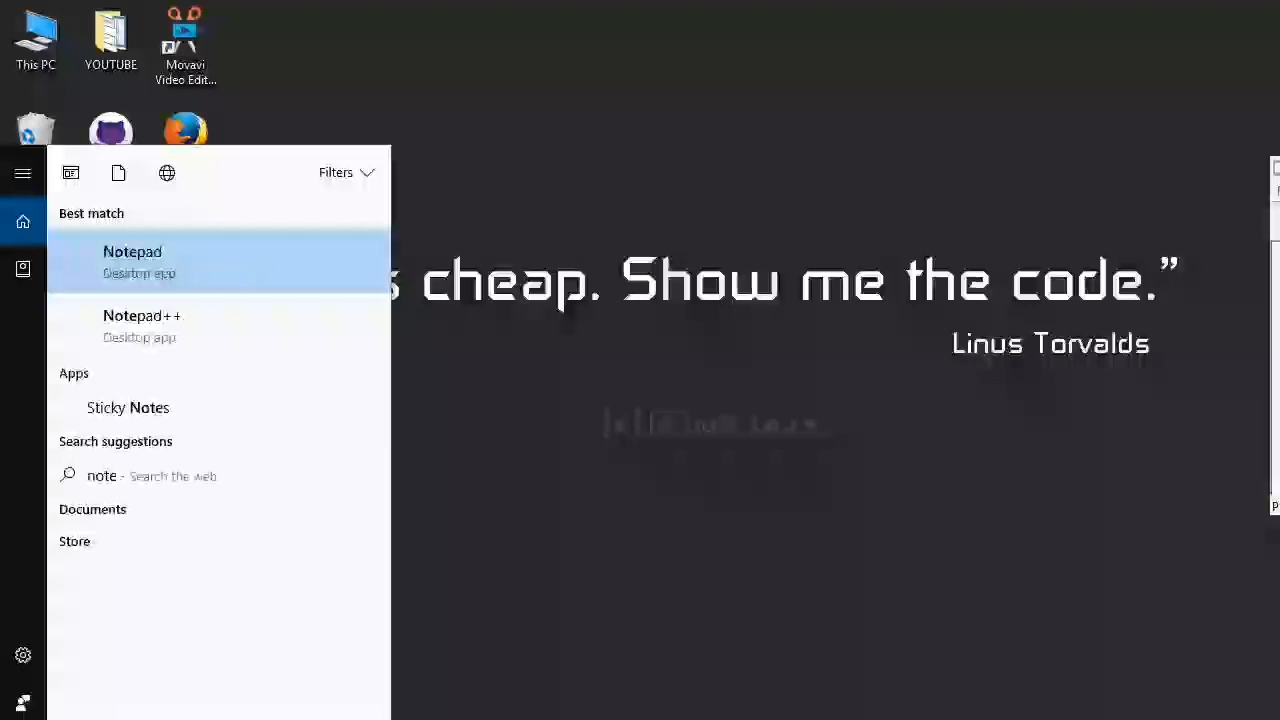 This PC
YOUTUBE
Movavi
Video Edit...
Filters
Best match
Notepad
Desktop app
Notepad++
Desktop app
Apps
Sticky Notes
Search suggestions
note - Search the web
Documents
Store
s cheap. Show me the code.”
Linus Torvalds